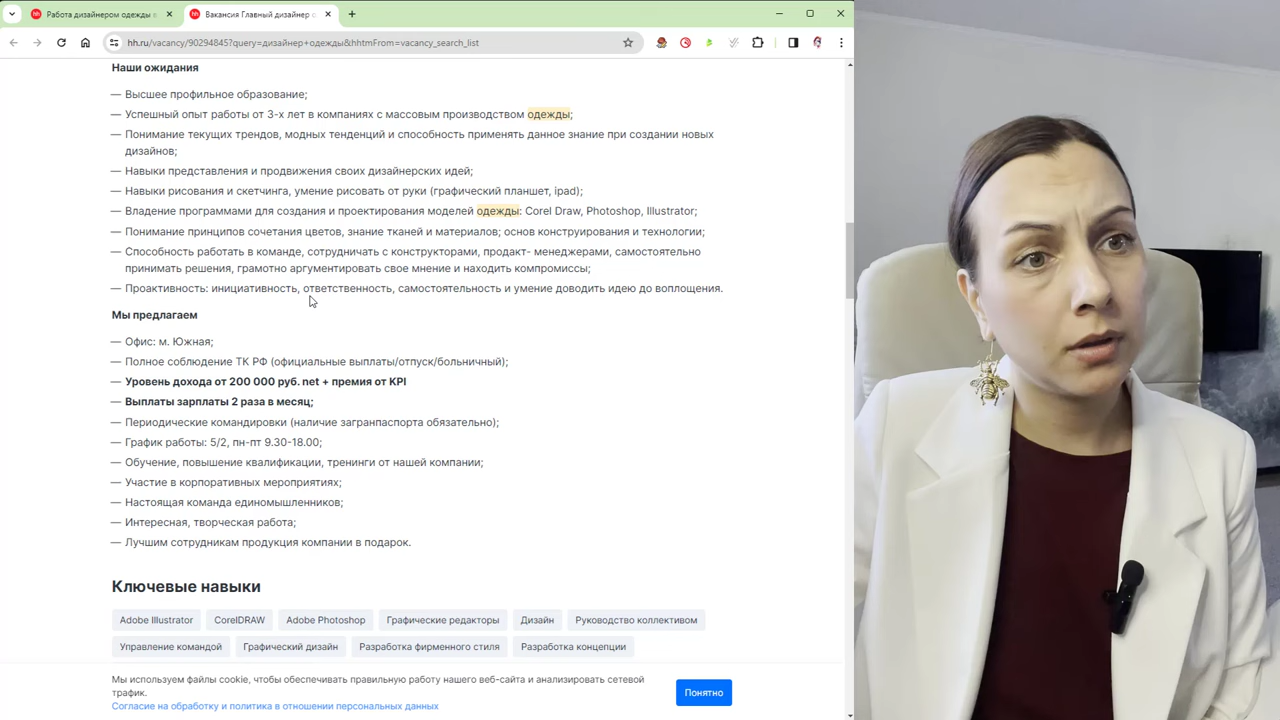 Работа дизайнером одежды в
Вакансия Главный дизайнер о
hh.ru/vacancy/90294845?query=дизайнер+одежды&hhtmFrom=vacancy_search_list
Наши ожидания
— Высшее профильное образование;
— Успешный опыт работы от 3-х лет в компаниях с массовым производством одежды;
— Понимание текущих трендов, модных тенденций и способность применять данное знание при создании новых
дизайнов;
— Навыки представления и продвижения своих дизайнерских идей;
— Навыки рисования и скетчинга, умение рисовать от руки (графический планшет, ipad);
— Владение программами для создания и проектирования моделей одежды: Corel Draw, Photoshop, Illustrator;
— Понимание принципов сочетания цветов, знание тканей и материалов; основ конструирования и технологии;
— Способность работать в команде, сотрудничать с конструкторами, продакт- менеджерами, самостоятельно
принимать решения, грамотно аргументировать свое мнение и находить компромиссы;
— Проактивность: инициативность, ответственность, самостоятельность и умение доводить идею до воплощения.
Мы предлагаем
— Офис: м. Южная;
— Полное соблюдение ТК РФ (официальные выплаты/отпуск/больничный);
— Уровень дохода от 200 000 руб. net + премия от KPI
— Выплаты зарплаты 2 раза в месяц;
— Периодические командировки (наличие загранпаспорта обязательно);
— График работы: 5/2, пн-пт 9.30-18.00;
— Обучение, повышение квалификации, тренинги от нашей компании;
— Участие в корпоративных мероприятиях;
— Настоящая команда единомышленников;
— Интересная, творческая работа;
— Лучшим сотрудникам продукция компании в подарок.
Ключевые навыки
Adobe Illustrator CorelDRAW Adobe Photoshop Графические редакторы Дизайн Руководство коллективом
Управление командой Графический дизайн Разработка фирменного стиля Разработка концепции
Мы используем файлы cookie, чтобы обеспечивать правильную работу нашего веб-сайта и анализировать сетевой
трафик.
Согласие на обработку и политика в отношении персональных данных
Понятно